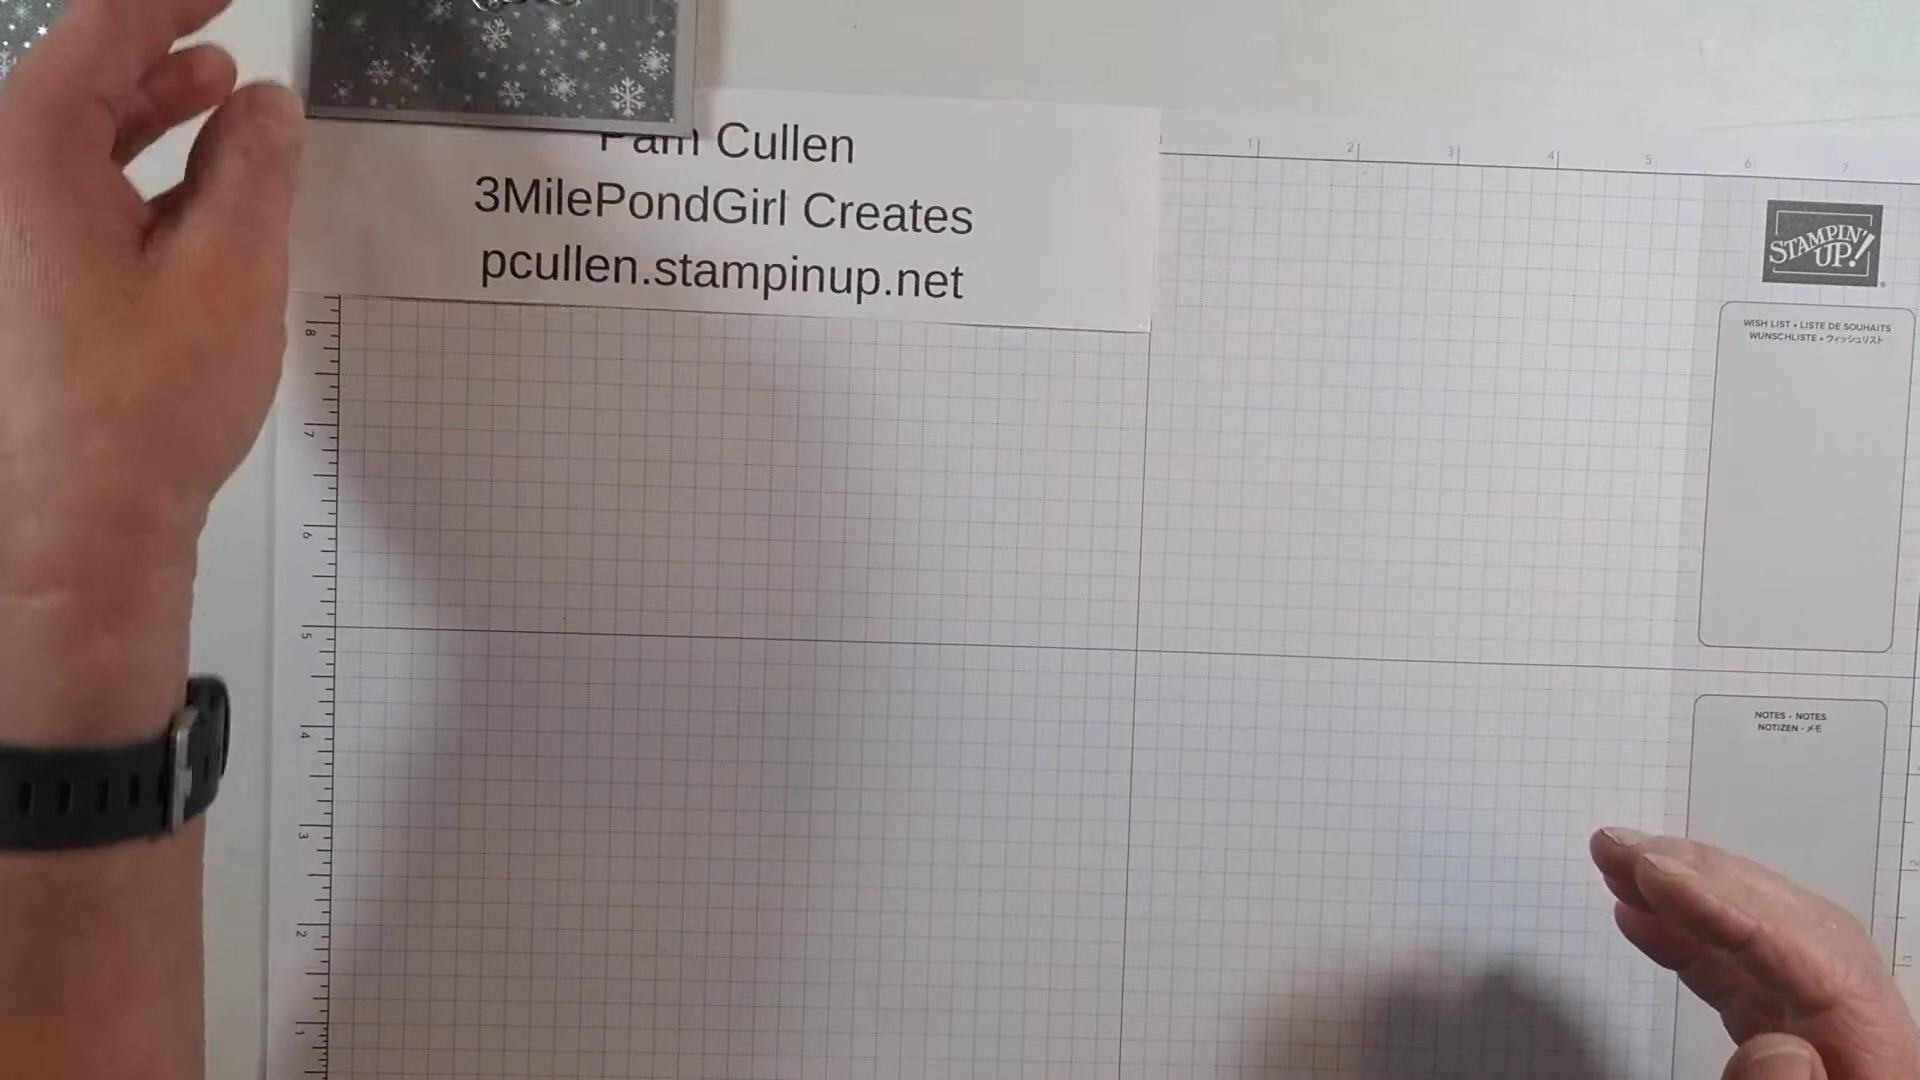 Pam Cullen
3MilePondGirl Creates
pcullen.stampinup.net
1 2 3 4 5 6 7
STAMPIN' UP!
WISH LIST • LISTE DE SOUHAITS
WUNSCHLISTE • ウィッシュリスト
8
7
6
5
NOTES • NOTES
NOTIZEN • メモ
4
3
2
1